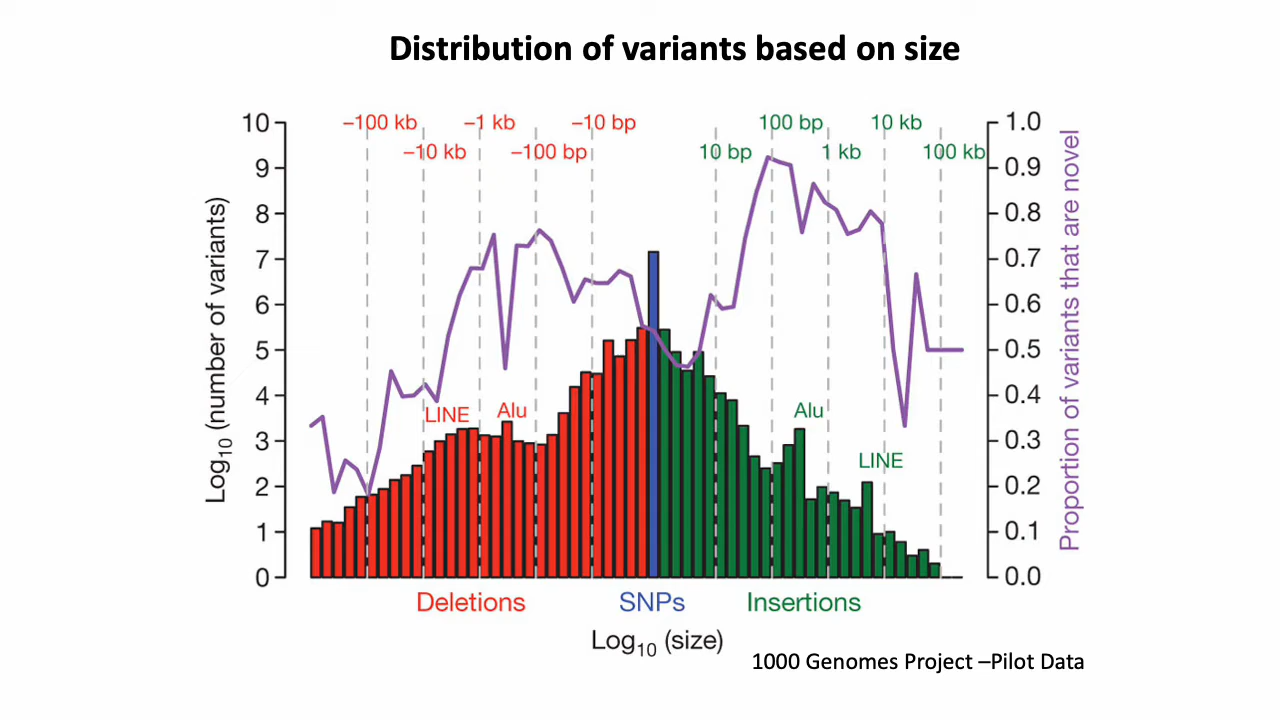 Distribution of variants based on size
–100 kb –1 kb –10 bp 100 bp 10 kb
–10 kb –100 bp 10 bp 1 kb 100 kb
10
9
8
7
6
5
4
3
2
1
0
Log10 (number of variants)
1.0
0.9
0.8
0.7
0.6
0.5
0.4
0.3
0.2
0.1
0.0
Proportion of variants that are novel
LINE Alu Alu
LINE
Deletions SNPs Insertions
Log10 (size)
1000 Genomes Project –Pilot Data